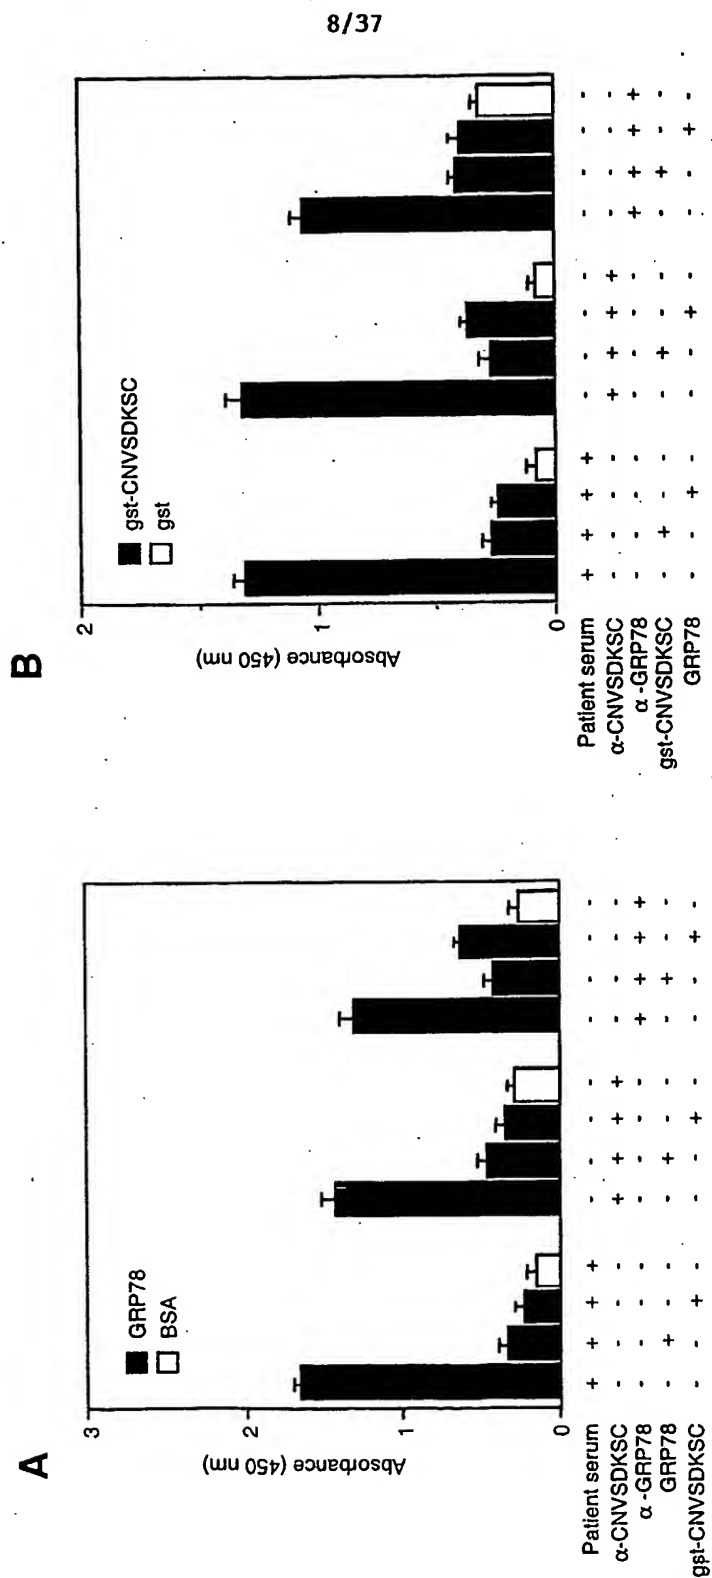 8/37
A
GRP78
BSA
Absorbance (450 nm)
3
2
1
0
Patient serum + + + + - - - - - - - -
α-CNVSDKSC - - - - + + + + - - - -
α-GRP78 - - - - - - - - + + + +
GRP78 - + - - - + - - - + - -
gst-CNVSDKSC - - + - - - + - - - + -
B
gst-CNVSDKSC
gst
Absorbance (450 nm)
2
1
0
Patient serum + + + + - - - - - - - -
α-CNVSDKSC - - - - + + + + - - - -
α-GRP78 - - - - - - - - + + + +
gst-CNVSDKSC - + - - - + - - - + - -
GRP78 - - + - - - + - - - + -